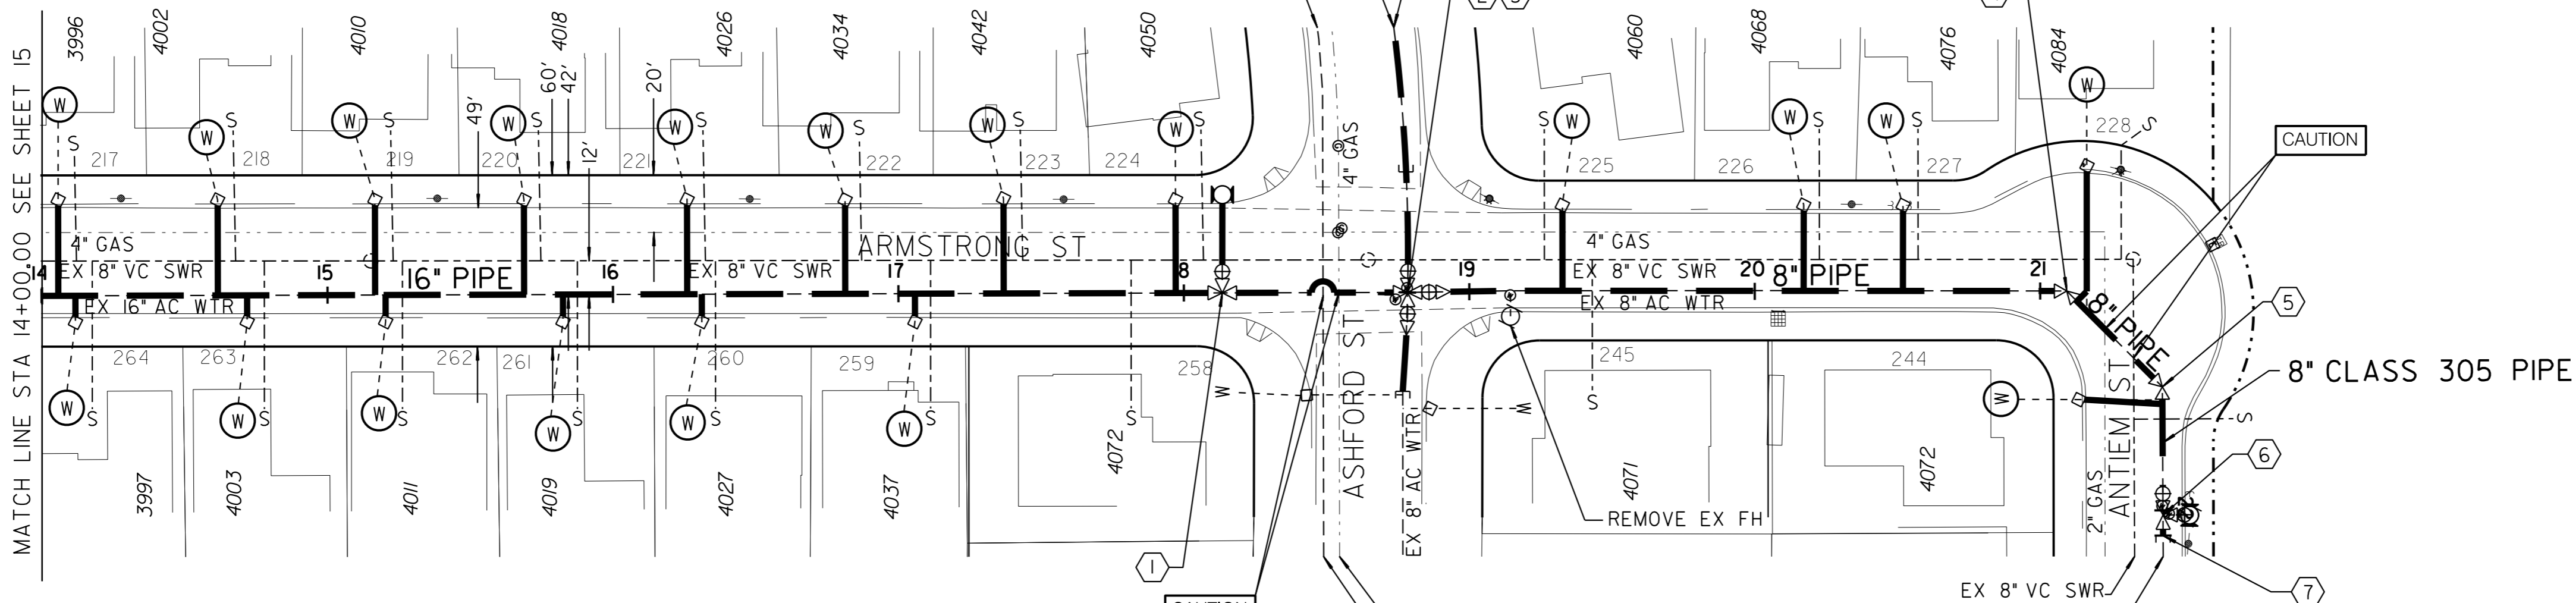 MATCH LINE STA 14+00.00 SEE SHEET 15
3996
4002
4010
4018
4026
4034
4042
4050
4060
4068
4076
4084
60'
42'
20'
49'
12'
W
W
W
W
W
W
W
W
W
W
W
W
S
S
S
S
S
S
S
S
S
S
S
S
217
218
219
220
221
222
223
224
225
226
227
228
CAUTION
4" GAS
4" GAS
ARMSTRONG ST
4" GAS
EX 8" VC SWR
EX 8" VC SWR
EX 8" VC SWR
14
15
16
17
18
19
20
21
16" PIPE
8" PIPE
8" PIPE
EX 16" AC WTR
EX 8" AC WTR
5
8" CLASS 305 PIPE
264
263
262
261
260
259
258
245
244
W
W
W
W
W
W
W
W
W
S
S
S
S
S
S
S
S
S
3997
4003
4011
4019
4027
4037
4072
4071
4072
ASHFORD ST
EX 8" AC WTR
REMOVE EX FH
2" GAS
ANTIEM ST
6
1
7
EX 8" VC SWR
CAUTION